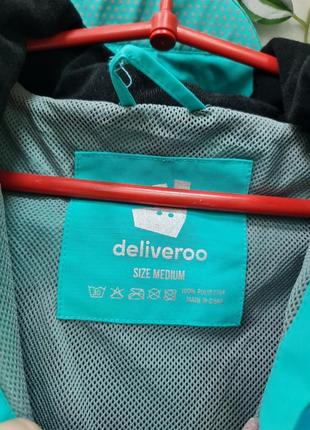 deliveroo
SIZE MEDIUM
100% POLYESTER
MADE IN CHINA